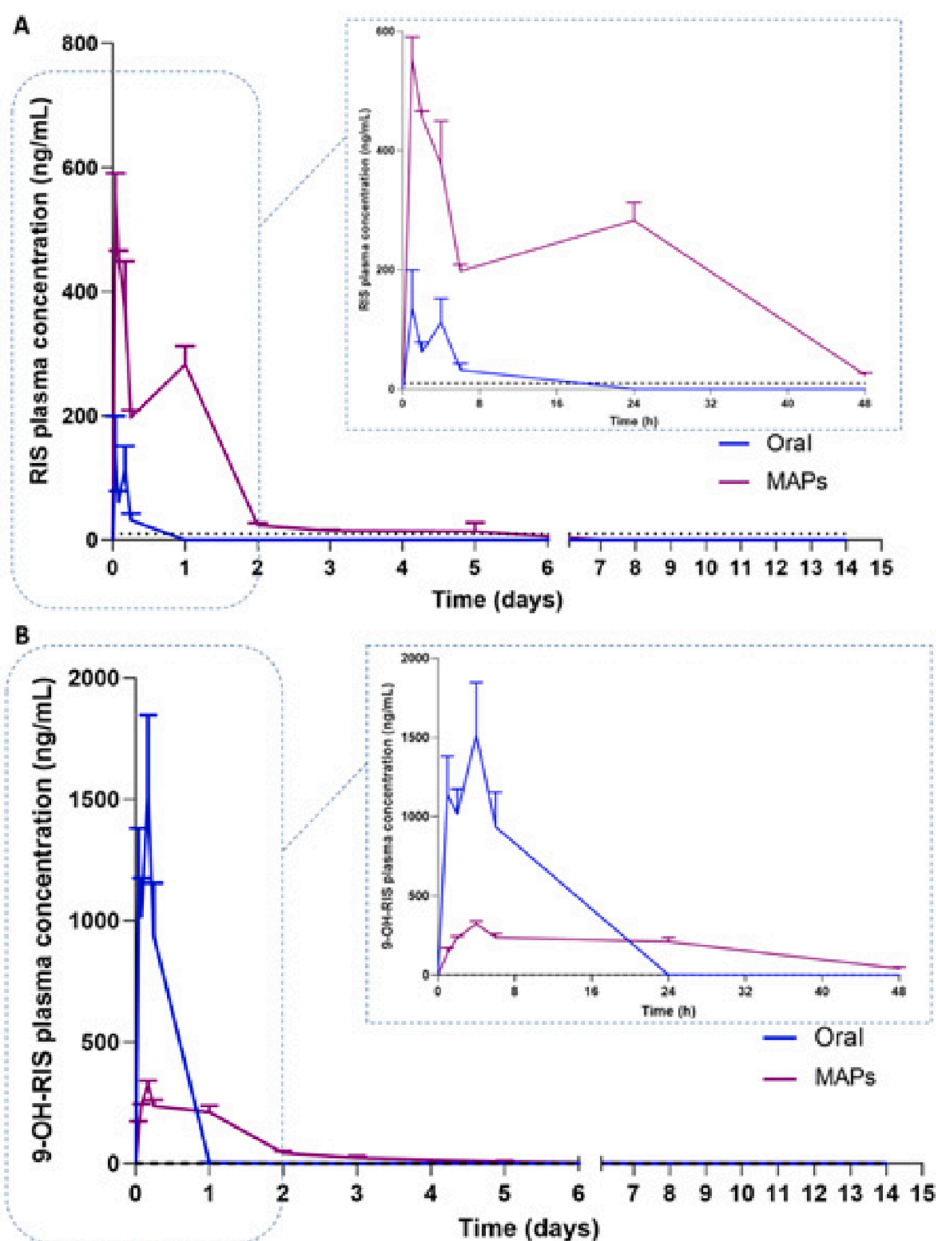 A
RIS plasma concentration (ng/mL)
800
600
400
200
0
0 1 2 3 4 5 6 7 8 9 10 11 12 13 14 15
Time (days)
RIS plasma concentration (ng/mL)
600
400
200
0
0 8 16 24 32 40 48
Time (h)
Oral
MAPs
B
9-OH-RIS plasma concentration (ng/mL)
2000
1500
1000
500
0
0 1 2 3 4 5 6 7 8 9 10 11 12 13 14 15
Time (days)
9-OH-RIS plasma concentration (ng/mL)
2000
1500
1000
500
0
0 8 16 24 32 40 48
Time (h)
Oral
MAPs